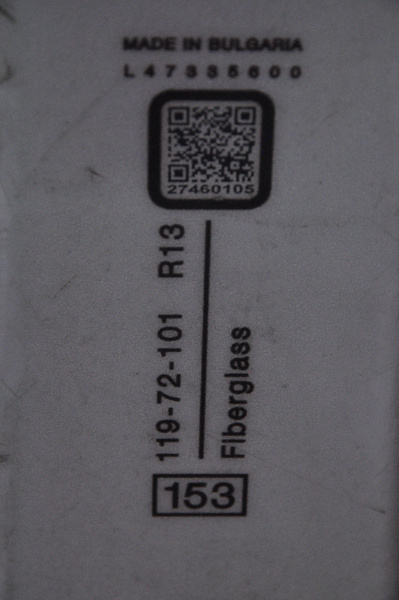 MADE IN BULGARIA
L47335600
27460105
119-72-101 R13
Fiberglass
153